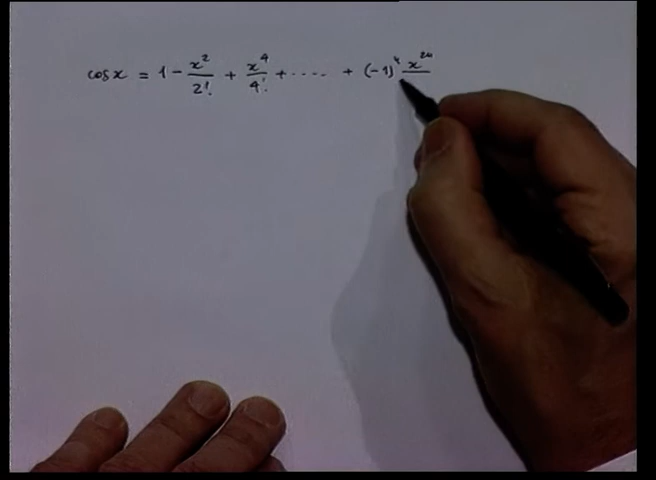 cos x = 1 - x²/2! + x⁴/4! + .... + (-1)ⁿ x²ⁿ/